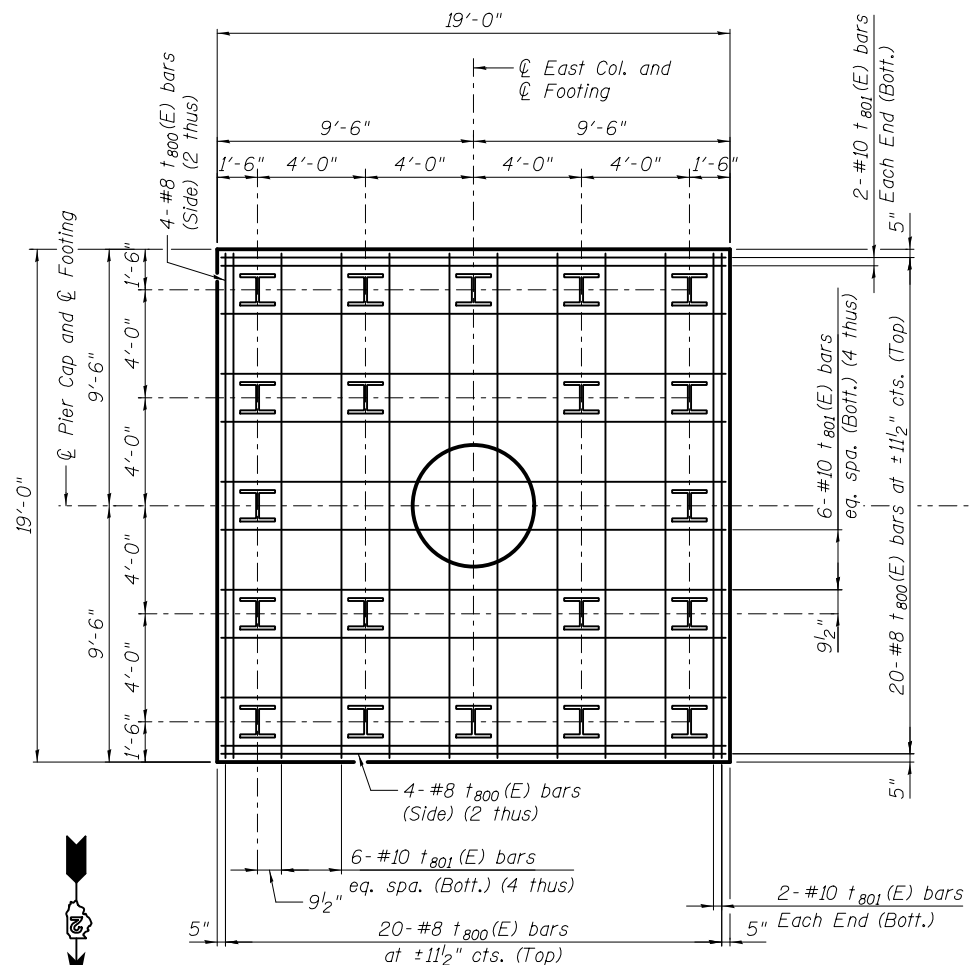 19'-0"
℄ East Col. and
℄ Footing
9'-6"
9'-6"
1'-6"
4'-0"
4'-0"
4'-0"
4'-0"
1'-6"
4- #8 t800(E) bars
(Side) (2 thus)
2- #10 t801(E) bars
Each End (Bott.)
5"
℄ Pier Cap and ℄ Footing
19'-0"
9'-6"
9'-6"
1'-6"
4'-0"
4'-0"
4'-0"
4'-0"
1'-6"
6- #10 t801(E) bars
eq. spa. (Bott.) (4 thus)
9½"
20- #8 t800(E) bars at ±11½" cts. (Top)
5"
4- #8 t800(E) bars
(Side) (2 thus)
6- #10 t801(E) bars
eq. spa. (Bott.) (4 thus)
9½"
2- #10 t801(E) bars
Each End (Bott.)
5"
20- #8 t800(E) bars
at ±11½" cts. (Top)
5"